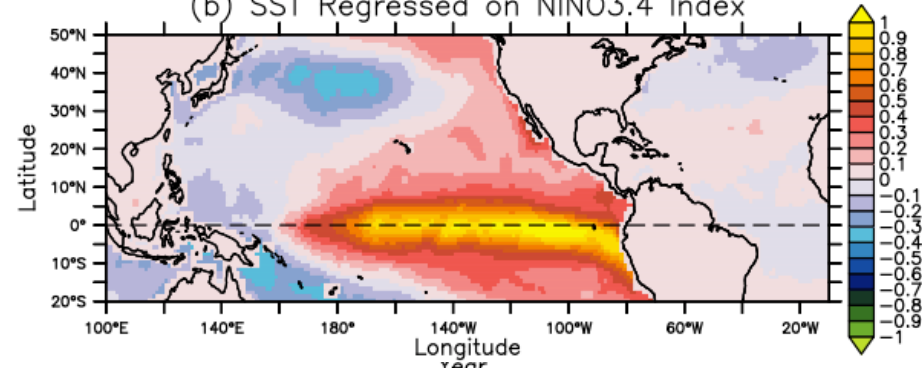 (b) SST Regressed on NINO3.4 Index
50°N
40°N
30°N
20°N
10°N
0°
10°S
20°S
Latitude
100°E 140°E 180° 140°W 100°W 60°W 20°W
Longitude
Year
1
0.9
0.8
0.7
0.6
0.5
0.4
0.3
0.2
0.1
0
-0.1
-0.2
-0.3
-0.4
-0.5
-0.6
-0.7
-0.8
-0.9
-1